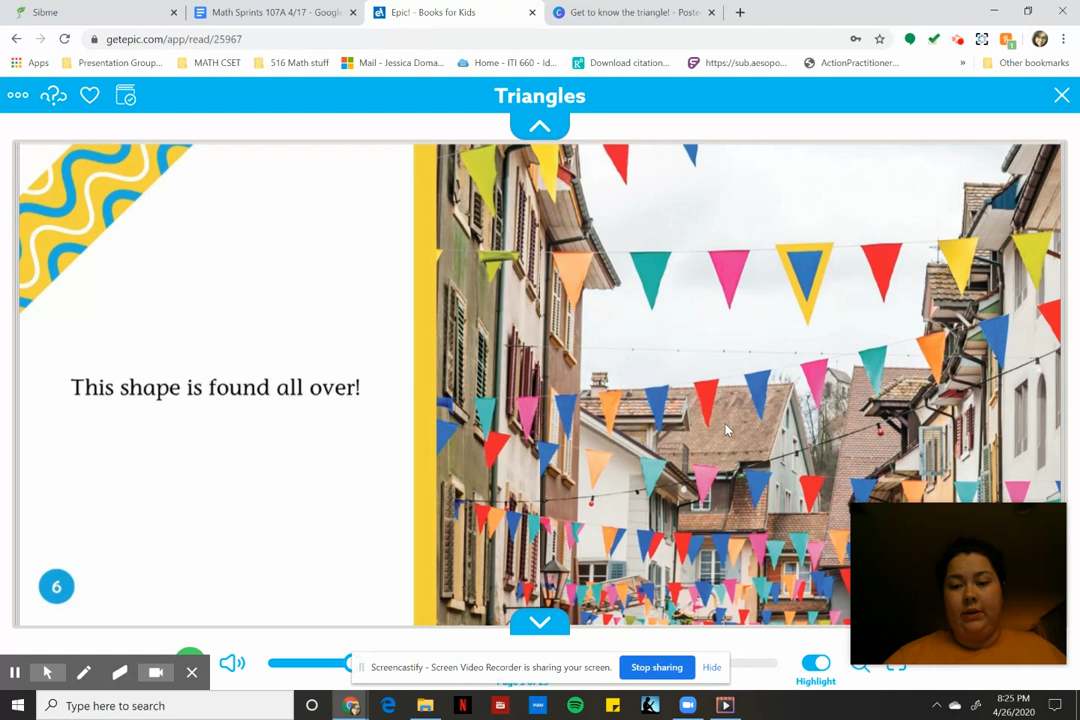 Sibme
Math Sprints 107A 4/17 - Google
Epic! - Books for Kids
Get to know the triangle! - Poste
getepic.com/app/read/25967
Apps
Presentation Group...
MATH CSET
516 Math stuff
Mail - Jessica Doma...
Home - ITI 660 - Id...
Download citation...
https://sub.aesopo...
ActionPractitioner...
»
Other bookmarks
Triangles
This shape is found all over!
6
Screencastify - Screen Video Recorder is sharing your screen.
Stop sharing
Hide
Highlight
Type here to search
8:25 PM
4/26/2020